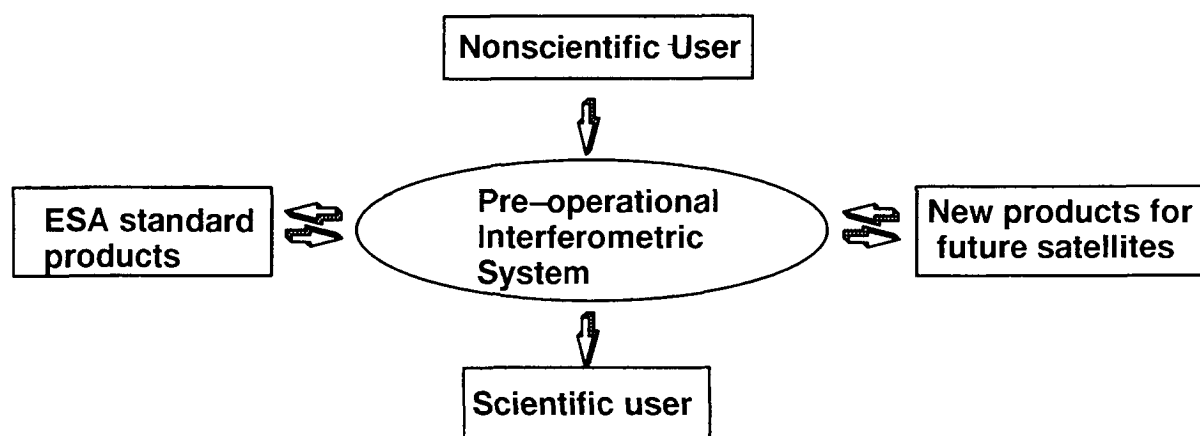 Nonscientific User
ESA standard
products
Pre–operational
Interferometric
System
New products for
future satellites
Scientific user